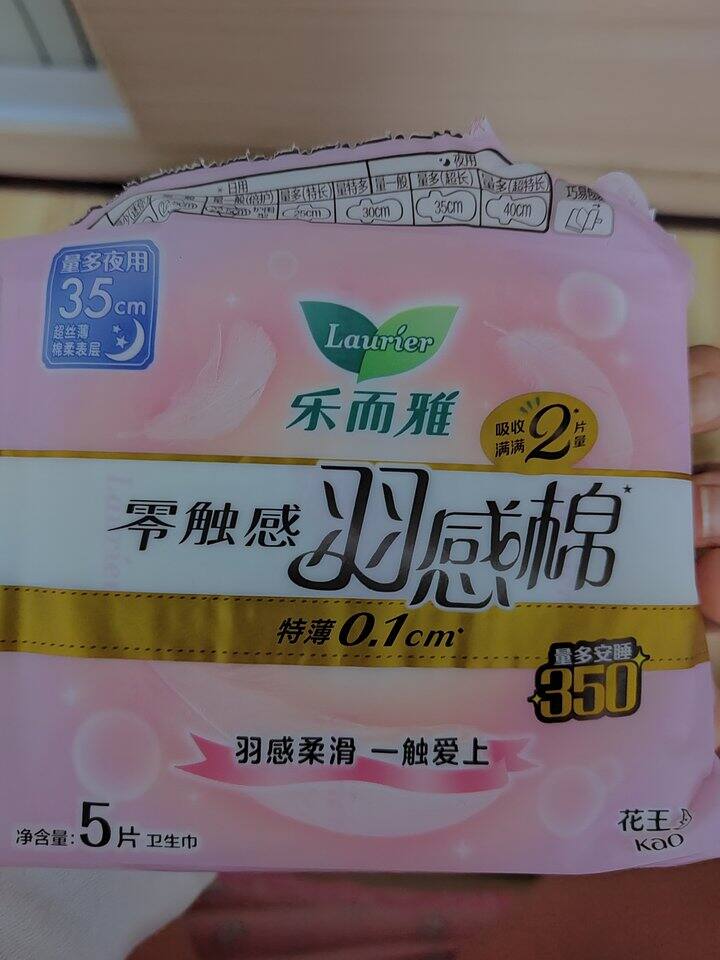 夜用
日用
量多(特长) 量特多 量一般 量多(超长) 量多(超特长)
25cm 30cm 35cm 40cm
量多夜用
35cm
超丝薄
棉柔表层
Laurier
乐而雅
吸收
满满
2*片
量
零触感 羽感棉*
特薄0.1cm*
量多安睡
350
羽感柔滑 一触爱上
净含量:5片 卫生巾
花王
Kao